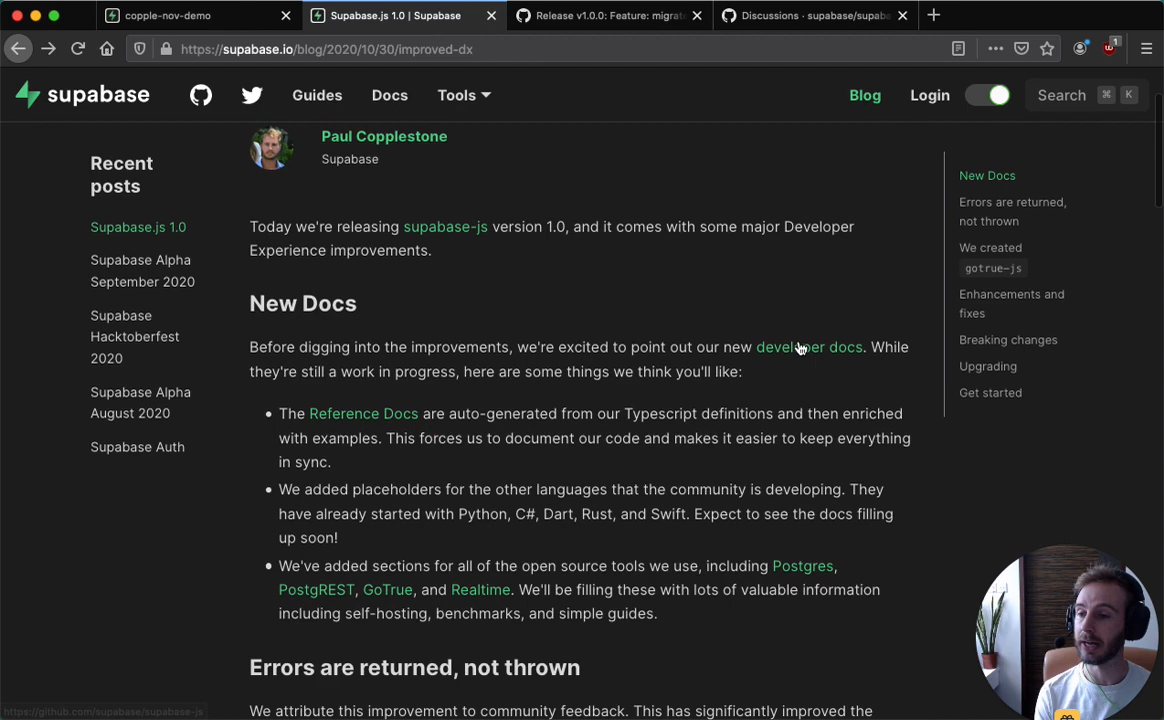 copple-nov-demo
Supabase.js 1.0 | Supabase
Release v1.0.0: Feature: migrat
Discussions · supabase/supaba
https://supabase.io/blog/2020/10/30/improved-dx
1
supabase
Guides
Docs
Tools
Blog
Login
Search
⌘
K
Recent
posts
Supabase.js 1.0
Supabase Alpha
September 2020
Supabase
Hacktoberfest
2020
Supabase Alpha
August 2020
Supabase Auth
Paul Copplestone
Supabase
Today we're releasing supabase-js version 1.0, and it comes with some major Developer
Experience improvements.
New Docs
Before digging into the improvements, we're excited to point out our new developer docs. While
they're still a work in progress, here are some things we think you'll like:
The Reference Docs are auto-generated from our Typescript definitions and then enriched
with examples. This forces us to document our code and makes it easier to keep everything
in sync.
We added placeholders for the other languages that the community is developing. They
have already started with Python, C#, Dart, Rust, and Swift. Expect to see the docs filling
up soon!
We've added sections for all of the open source tools we use, including Postgres,
PostgREST, GoTrue, and Realtime. We'll be filling these with lots of valuable information
including self-hosting, benchmarks, and simple guides.
Errors are returned, not thrown
We attribute this improvement to community feedback. This has significantly improved the
New Docs
Errors are returned,
not thrown
We created
gotrue-js
Enhancements and
fixes
Breaking changes
Upgrading
Get started
https://github.com/supabase/supabase-js